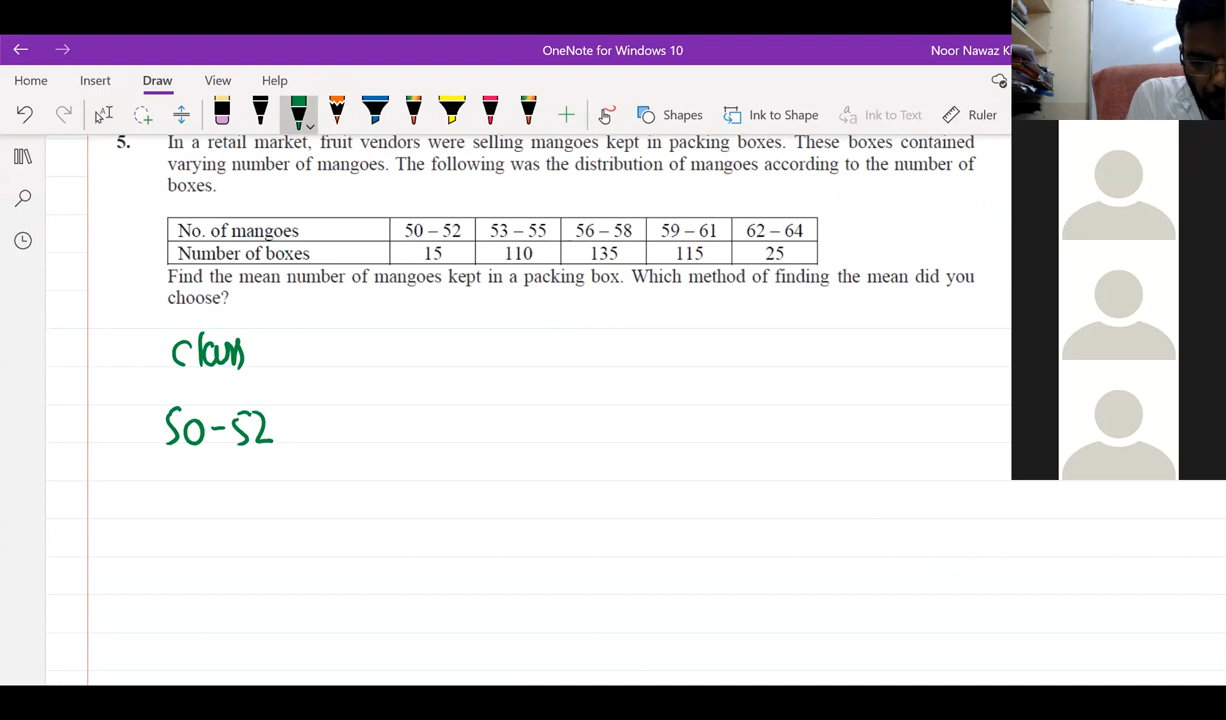 OneNote for Windows 10
Noor Nawaz K
Home Insert Draw View Help
Shapes Ink to Shape Ink to Text Ruler
5. In a retail market, fruit vendors were selling mangoes kept in packing boxes. These boxes contained
varying number of mangoes. The following was the distribution of mangoes according to the number of
boxes.
No. of mangoes 50 – 52 53 – 55 56 – 58 59 – 61 62 – 64
Number of boxes 15 110 135 115 25
Find the mean number of mangoes kept in a packing box. Which method of finding the mean did you
choose?
class
50-52